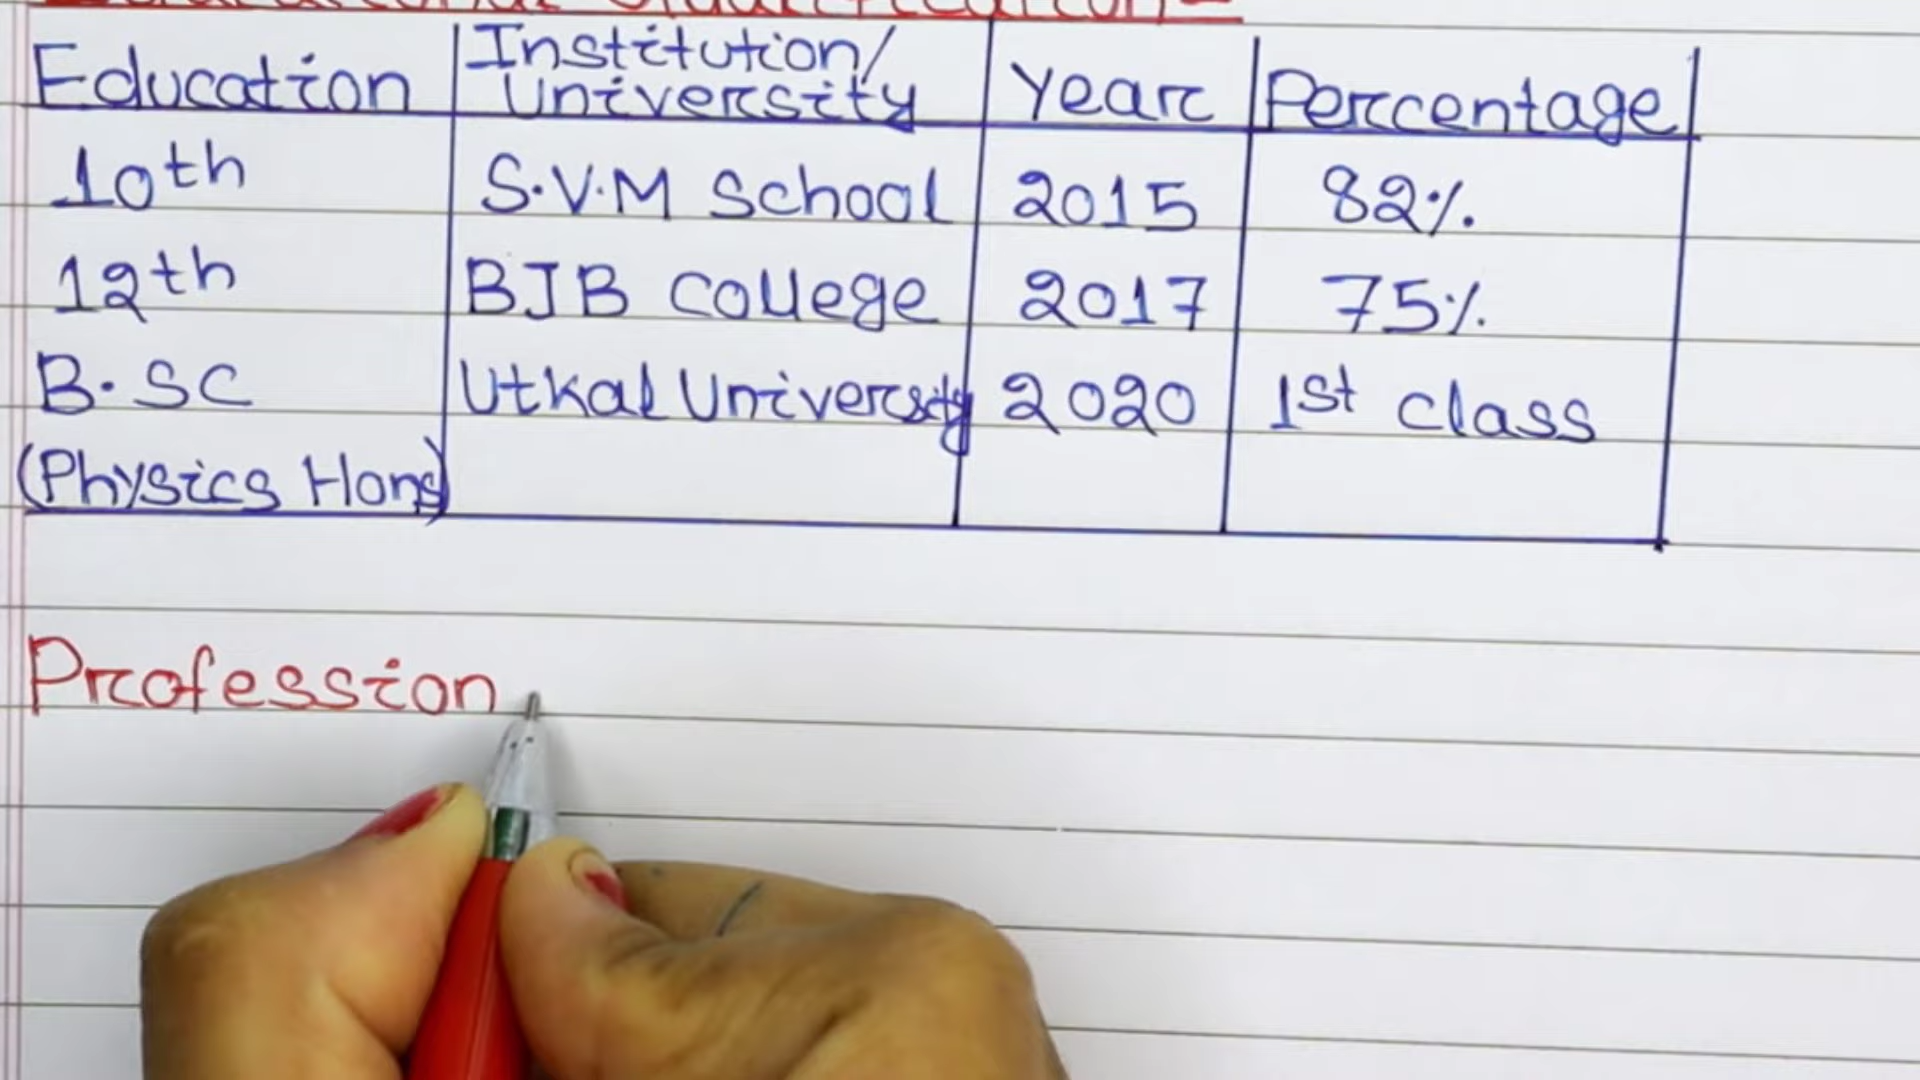 Education Institution/ University Year Percentage
10th S.V.M School 2015 82%
12th BJB College 2017 75%
B.SC Utkal University 2020 1st class
(Physics Hons)
Profession